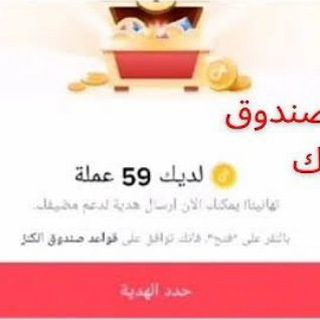 صندوق
ك
لديك 59 عملة
تهانينا! يمكنك الآن إرسال هدية لدعم مضيفك.
بالنقر على "فتح"، فإنك توافق على قواعد صندوق الكنز
حدد الهدية